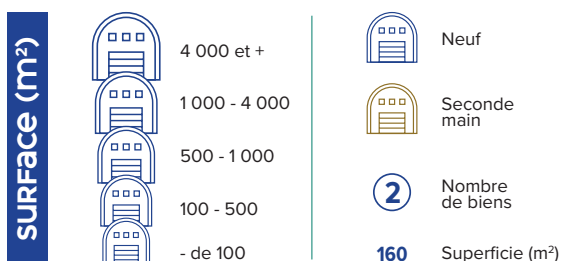 SURFACE (m²)
4 000 et +
1 000 - 4 000
500 - 1 000
100 - 500
- de 100
Neuf
Seconde
main
2
Nombre
de biens
160
Superficie (m²)